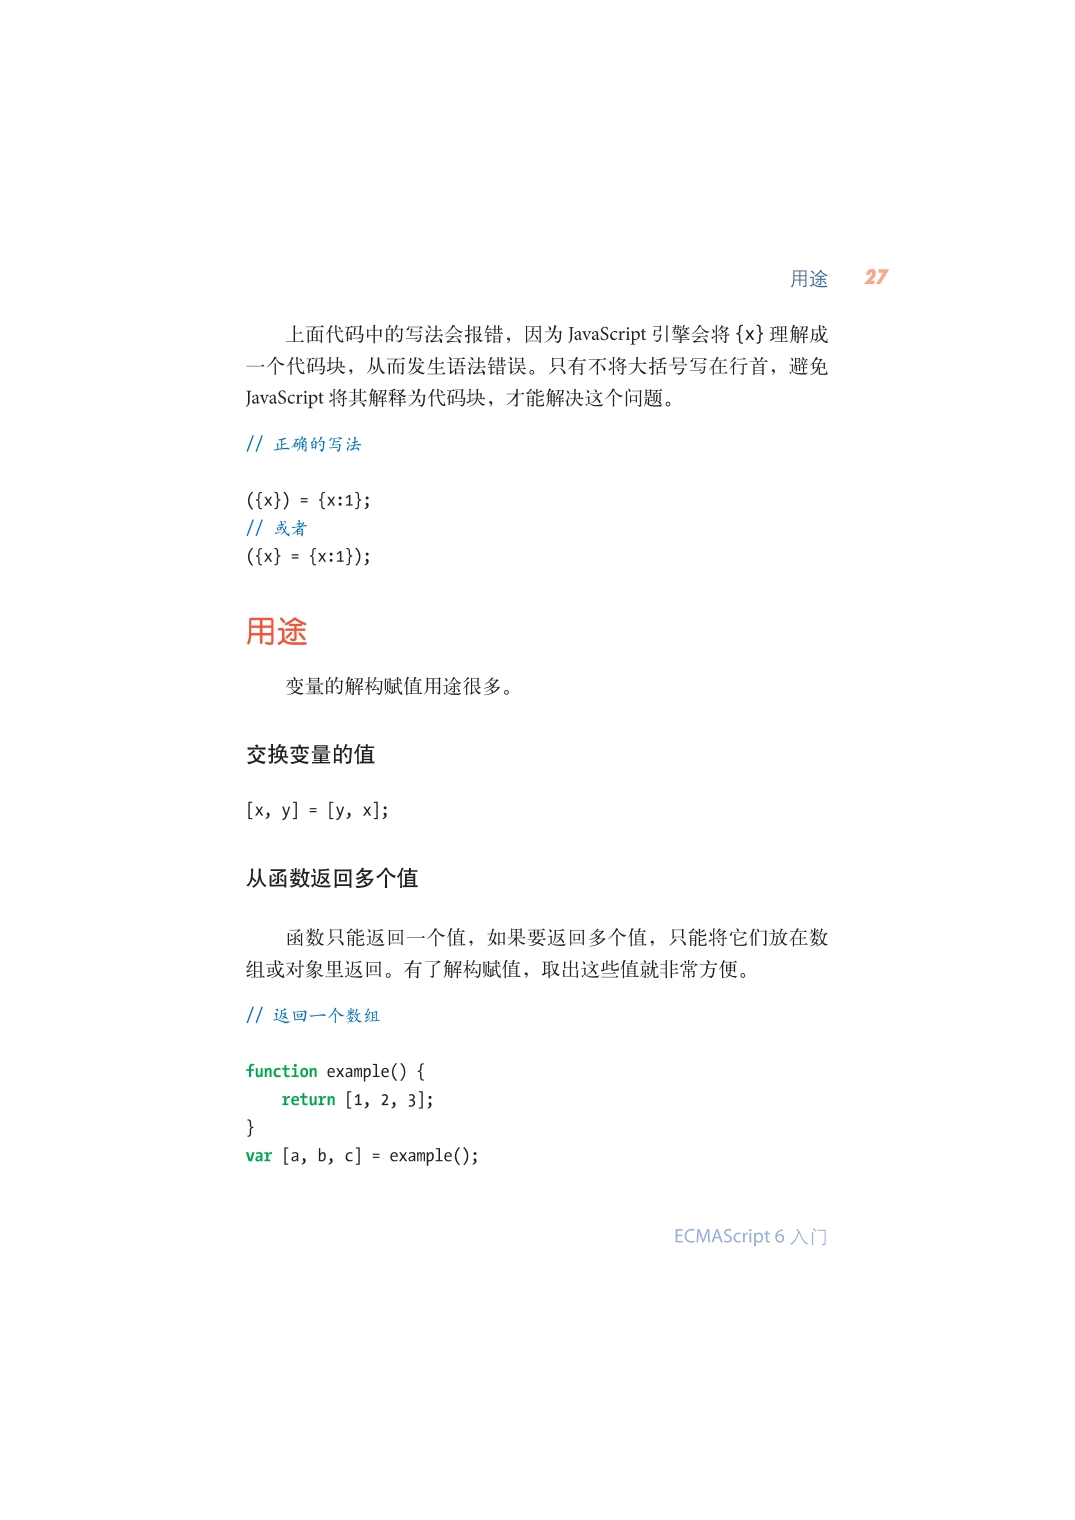 用途 27
上面代码中的写法会报错，因为 JavaScript 引擎会将 {x} 理解成
一个代码块，从而发生语法错误。只有不将大括号写在行首，避免
JavaScript 将其解释为代码块，才能解决这个问题。
// 正确的写法
({x}) = {x:1};
// 或者
({x} = {x:1});
用途
变量的解构赋值用途很多。
交换变量的值
[x, y] = [y, x];
从函数返回多个值
函数只能返回一个值，如果要返回多个值，只能将它们放在数
组或对象里返回。有了解构赋值，取出这些值就非常方便。
// 返回一个数组
function example() {
    return [1, 2, 3];
}
var [a, b, c] = example();
ECMAScript 6 入门